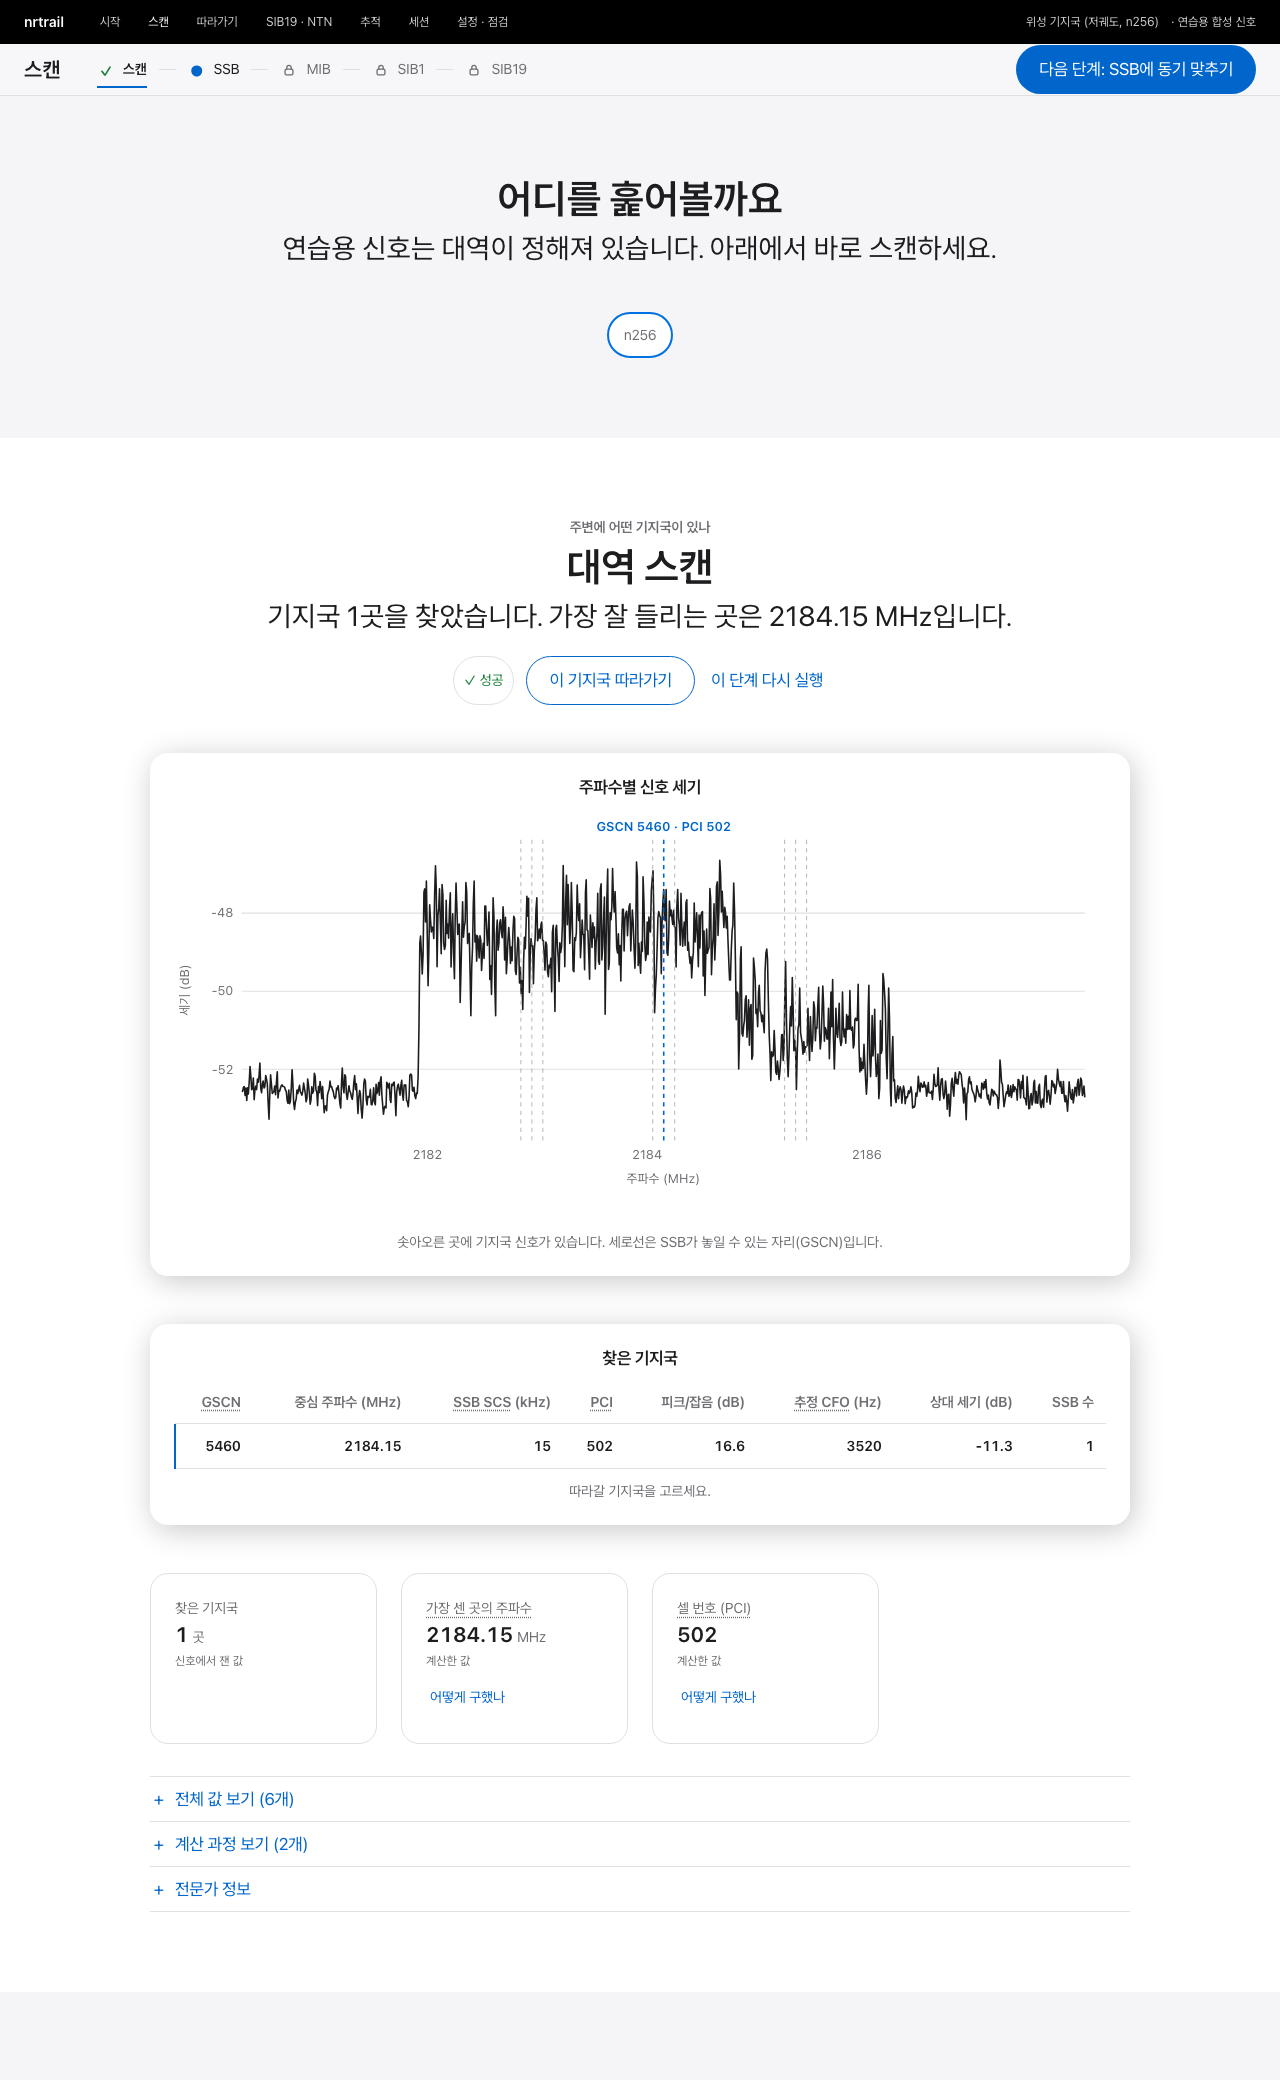 nrtrail 시작 스캔 따라가기 SIB19 · NTN 추적 세션 설정 · 점검 위성 기지국 (저궤도, n256) · 연습용 합성 신호
스캔 스캔 SSB MIB SIB1 SIB19 다음 단계: SSB에 동기 맞추기
어디를 훑어볼까요
연습용 신호는 대역이 정해져 있습니다. 아래에서 바로 스캔하세요.
n256
주변에 어떤 기지국이 있나
대역 스캔
기지국 1곳을 찾았습니다. 가장 잘 들리는 곳은 2184.15 MHz입니다.
✓ 성공 이 기지국 따라가기 이 단계 다시 실행
주파수별 신호 세기
GSCN 5460 · PCI 502
-48
-50
-52
세기 (dB)
2182 2184 2186
주파수 (MHz)
솟아오른 곳에 기지국 신호가 있습니다. 세로선은 SSB가 놓일 수 있는 자리(GSCN)입니다.
찾은 기지국
GSCN 중심 주파수 (MHz) SSB SCS (kHz) PCI 피크/잡음 (dB) 추정 CFO (Hz) 상대 세기 (dB) SSB 수
5460 2184.15 15 502 16.6 3520 -11.3 1
따라갈 기지국을 고르세요.
찾은 기지국
1 곳
신호에서 잰 값
가장 센 곳의 주파수
2184.15 MHz
계산한 값
어떻게 구했나
셀 번호 (PCI)
502
계산한 값
어떻게 구했나
+ 전체 값 보기 (6개)
+ 계산 과정 보기 (2개)
+ 전문가 정보